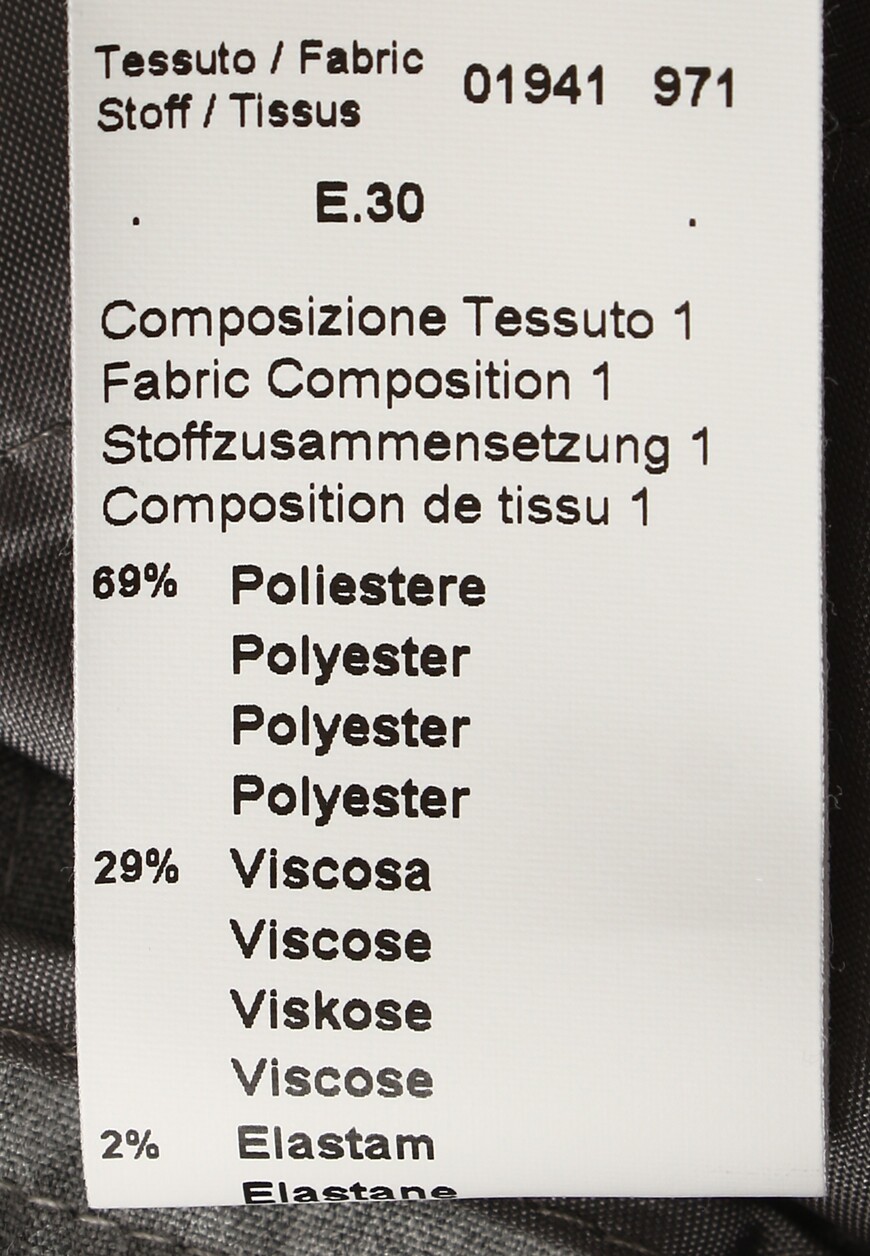 Tessuto / Fabric
Stoff / Tissus
01941 971
. E.30 .
Composizione Tessuto 1
Fabric Composition 1
Stoffzusammensetzung 1
Composition de tissu 1
69% Poliestere
Polyester
Polyester
Polyester
29% Viscosa
Viscose
Viskose
Viscose
2% Elastam
Elastane